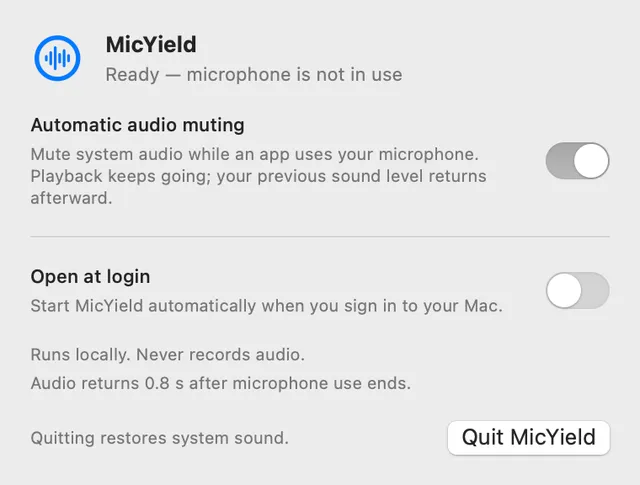 MicYield
Ready — microphone is not in use
Automatic audio muting
Mute system audio while an app uses your microphone.
Playback keeps going; your previous sound level returns
afterward.
Open at login
Start MicYield automatically when you sign in to your Mac.
Runs locally. Never records audio.
Audio returns 0.8 s after microphone use ends.
Quitting restores system sound.
Quit MicYield